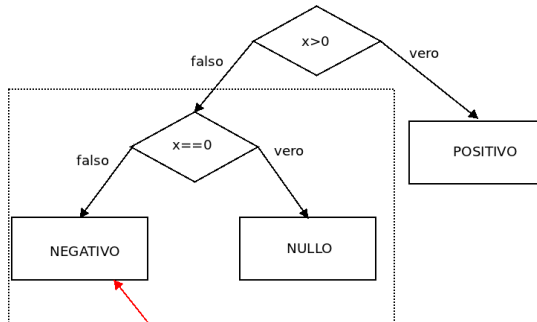 x>0
falso
vero
x==0
POSITIVO
falso
vero
NEGATIVO
NULLO